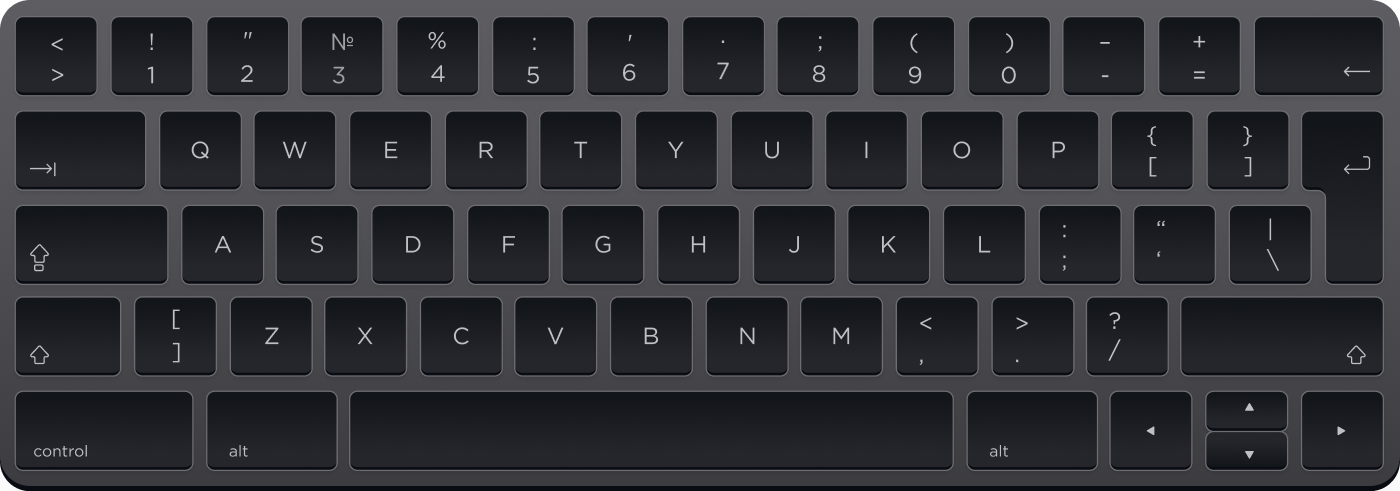 < ! " № % : ' · ; ( ) – +
> 1 2 3 4 5 6 7 8 9 0 - = ←
→| Q W E R T Y U I O P { } ↵
[ ]
A S D F G H J K L : “ |
; ‘ \
[ Z X C V B N M < > ?
] , . /
control alt alt ◄ ▲ ►
▼